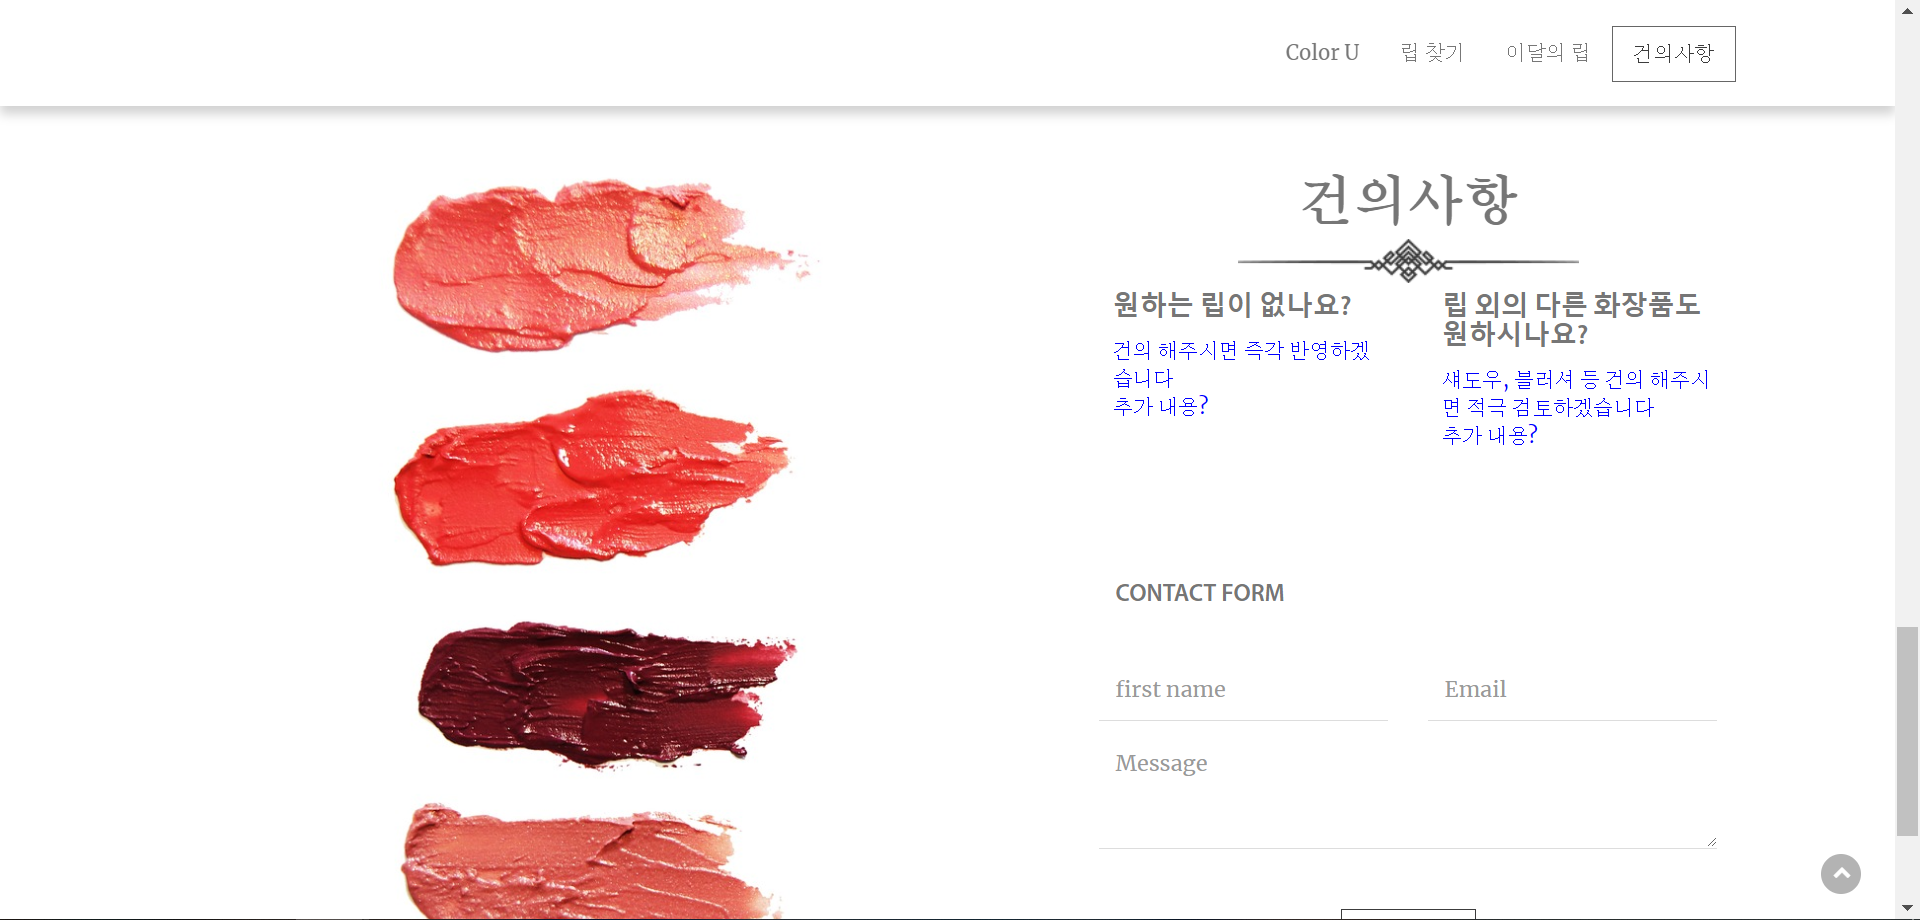 Color U
립 찾기
이달의 립
건의사항
건의사항
원하는 립이 없나요?
건의 해주시면 즉각 반영하겠
습니다
추가 내용?
립 외의 다른 화장품도
원하시나요?
섀도우, 블러셔 등 건의 해주시
면 적극 검토하겠습니다
추가 내용?
CONTACT FORM
first name
Email
Message